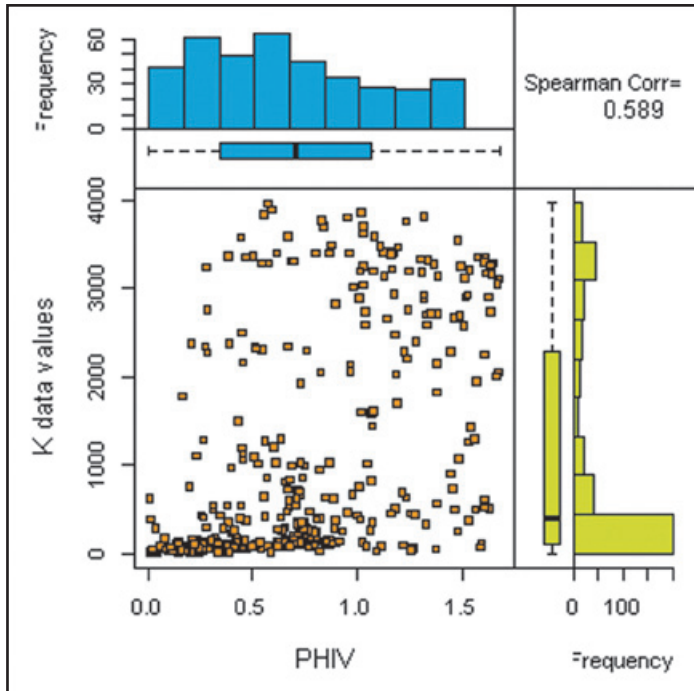 Frequency
60
30
0
Spearman Corr=
0.589
K data values
4000
3000
2000
1000
0
0.0 0.5 1.0 1.5
PHIV
0 100
Frequency